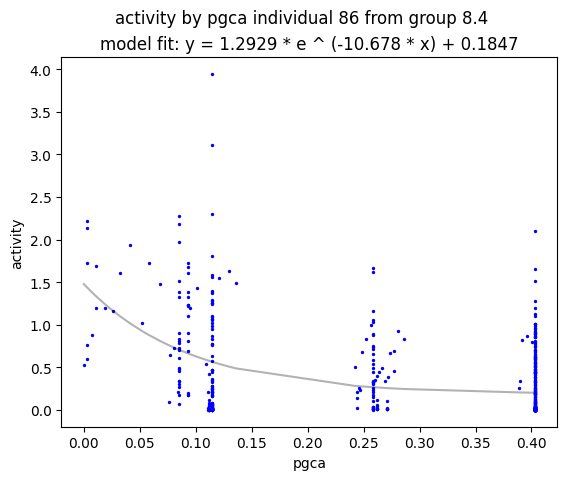 activity by pgca individual 86 from group 8.4
model fit: y = 1.2929 * e ^ (-10.678 * x) + 0.1847
4.0
3.5
3.0
2.5
2.0
1.5
1.0
0.5
0.0
activity
0.00 0.05 0.10 0.15 0.20 0.25 0.30 0.35 0.40
pgca